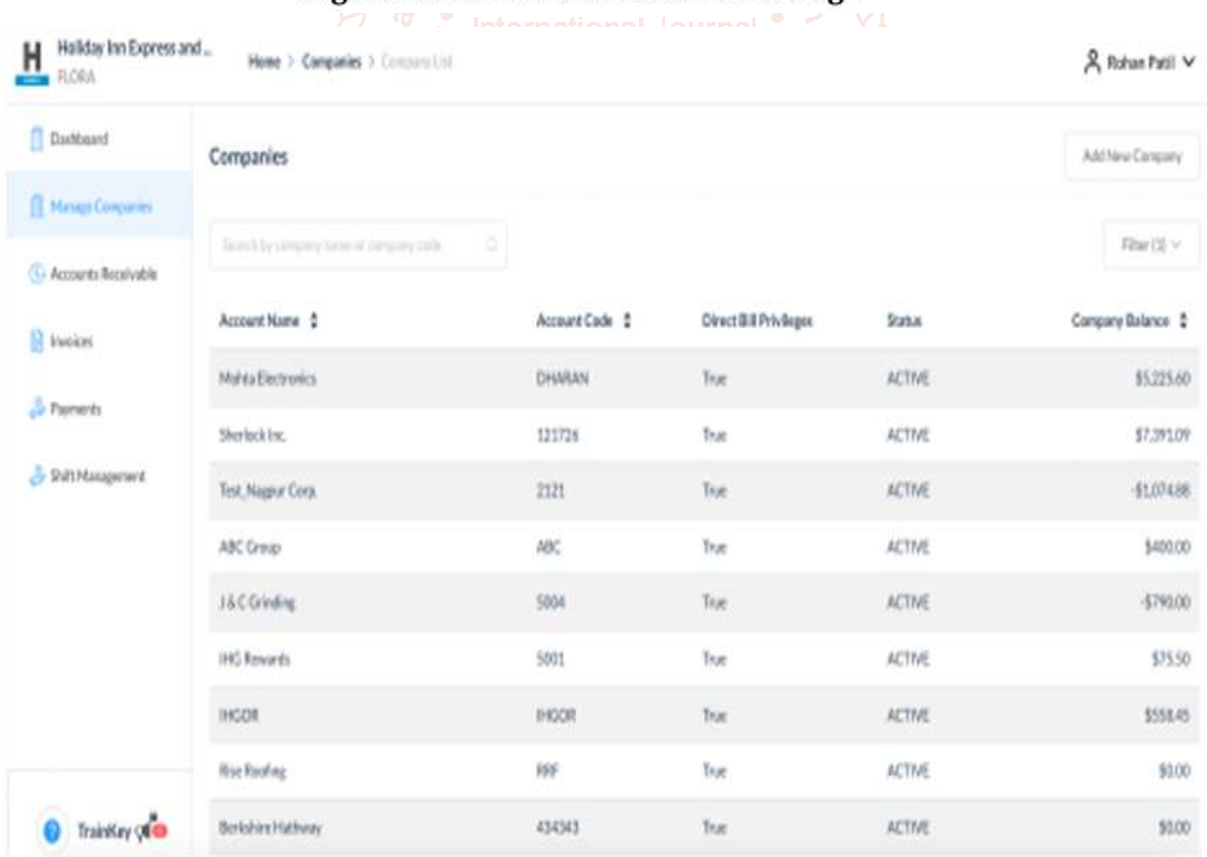 International Journal
Holiday Inn Express and ...
FLORA
Home > Companies > Company List
Rohan Patil
Dashboard
Manage Companies
Accounts Receivable
Invoices
Payments
Shift Management
TrainKey
Companies
Add New Company
Search by company name or company code
Filter
Account Name Account Code Direct Bill Privileges Status Company Balance
Mohta Electronics DHARAN True ACTIVE $5,225.60
Sherlock Inc. 121726 True ACTIVE $7,391.09
Test, Nagpur Corp. 2121 True ACTIVE -$1,074.88
ABC Group ABC True ACTIVE $400.00
J & C Grinding 5004 True ACTIVE -$790.00
IHG Rewards 5001 True ACTIVE $75.50
IHGOR IHGOR True ACTIVE $558.45
Rise Roofing RRF True ACTIVE $0.00
Berkshire Hathway 434343 True ACTIVE $0.00